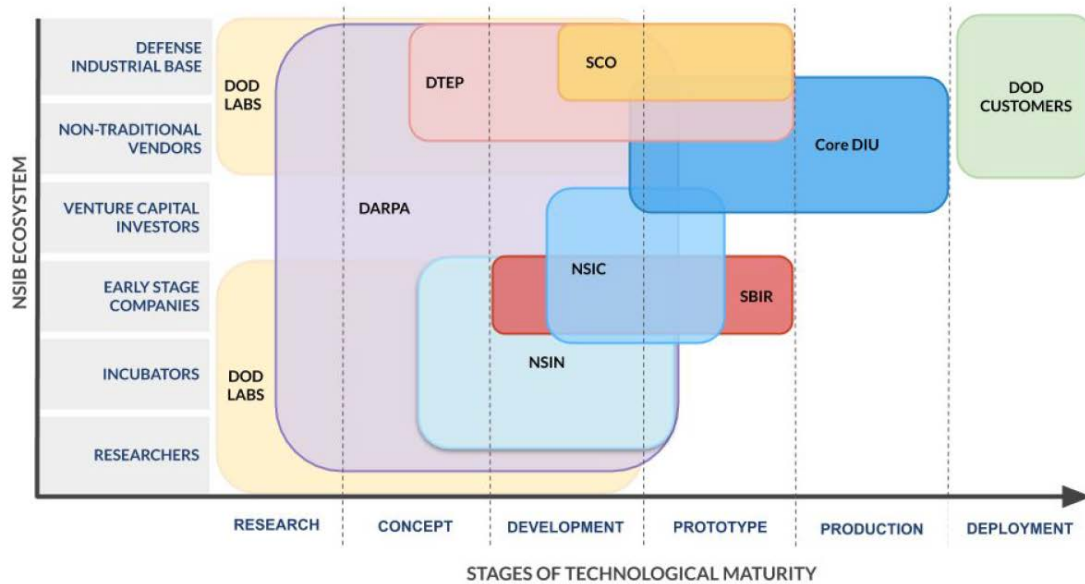 NSIB ECOSYSTEM
DEFENSE
INDUSTRIAL BASE
NON-TRADITIONAL
VENDORS
VENTURE CAPITAL
INVESTORS
EARLY STAGE
COMPANIES
INCUBATORS
RESEARCHERS
DOD
LABS
DTEP
SCO
DOD
CUSTOMERS
Core DIU
DARPA
NSIC
SBIR
NSIN
DOD
LABS
RESEARCH
CONCEPT
DEVELOPMENT
PROTOTYPE
PRODUCTION
DEPLOYMENT
STAGES OF TECHNOLOGICAL MATURITY